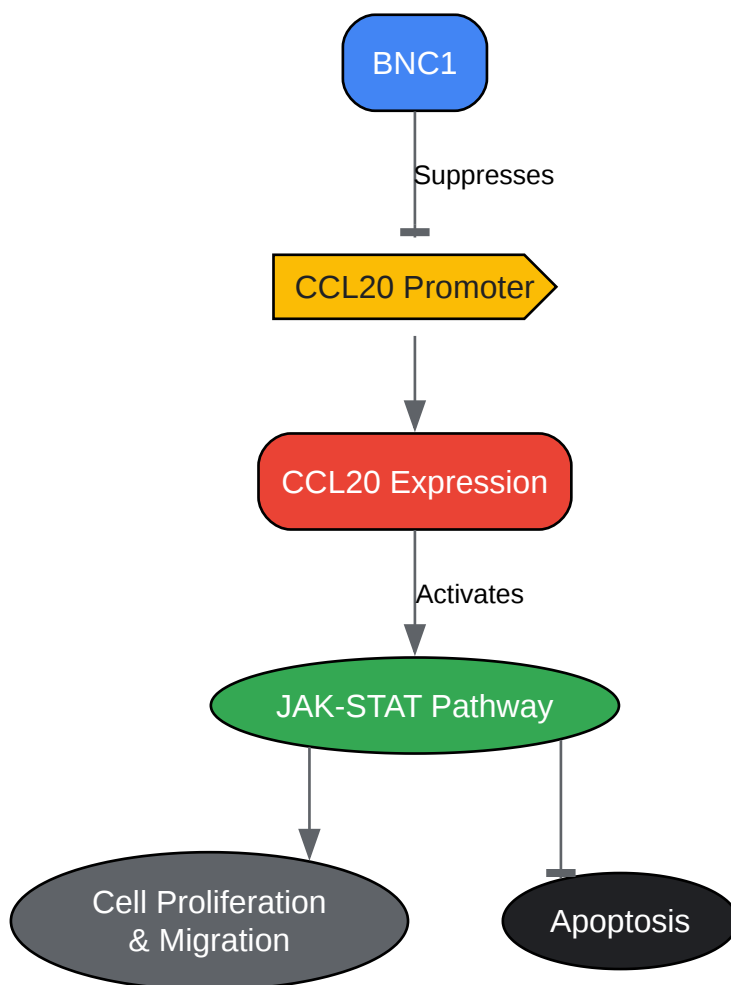 BNC1
Suppresses
CCL20 Promoter
CCL20 Expression
Activates
JAK-STAT Pathway
Cell Proliferation
& Migration
Apoptosis